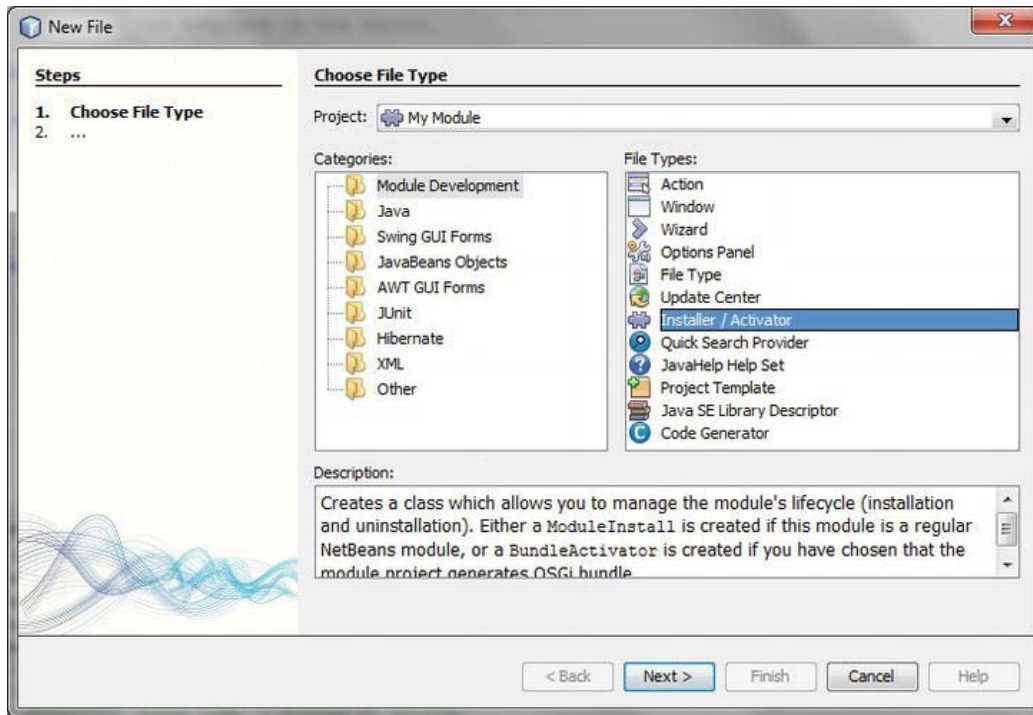 New File
Steps
1. Choose File Type
2. ...
Choose File Type
Project: My Module
Categories:
Module Development
Java
Swing GUI Forms
JavaBeans Objects
AWT GUI Forms
JUnit
Hibernate
XML
Other
File Types:
Action
Window
Wizard
Options Panel
File Type
Update Center
Installer / Activator
Quick Search Provider
JavaHelp Help Set
Project Template
Java SE Library Descriptor
Code Generator
Description:
Creates a class which allows you to manage the module's lifecycle (installation
and uninstallation). Either a ModuleInstall is created if this module is a regular
NetBeans module, or a BundleActivator is created if you have chosen that the
module project generates OSGi bundle
< Back
Next >
Finish
Cancel
Help